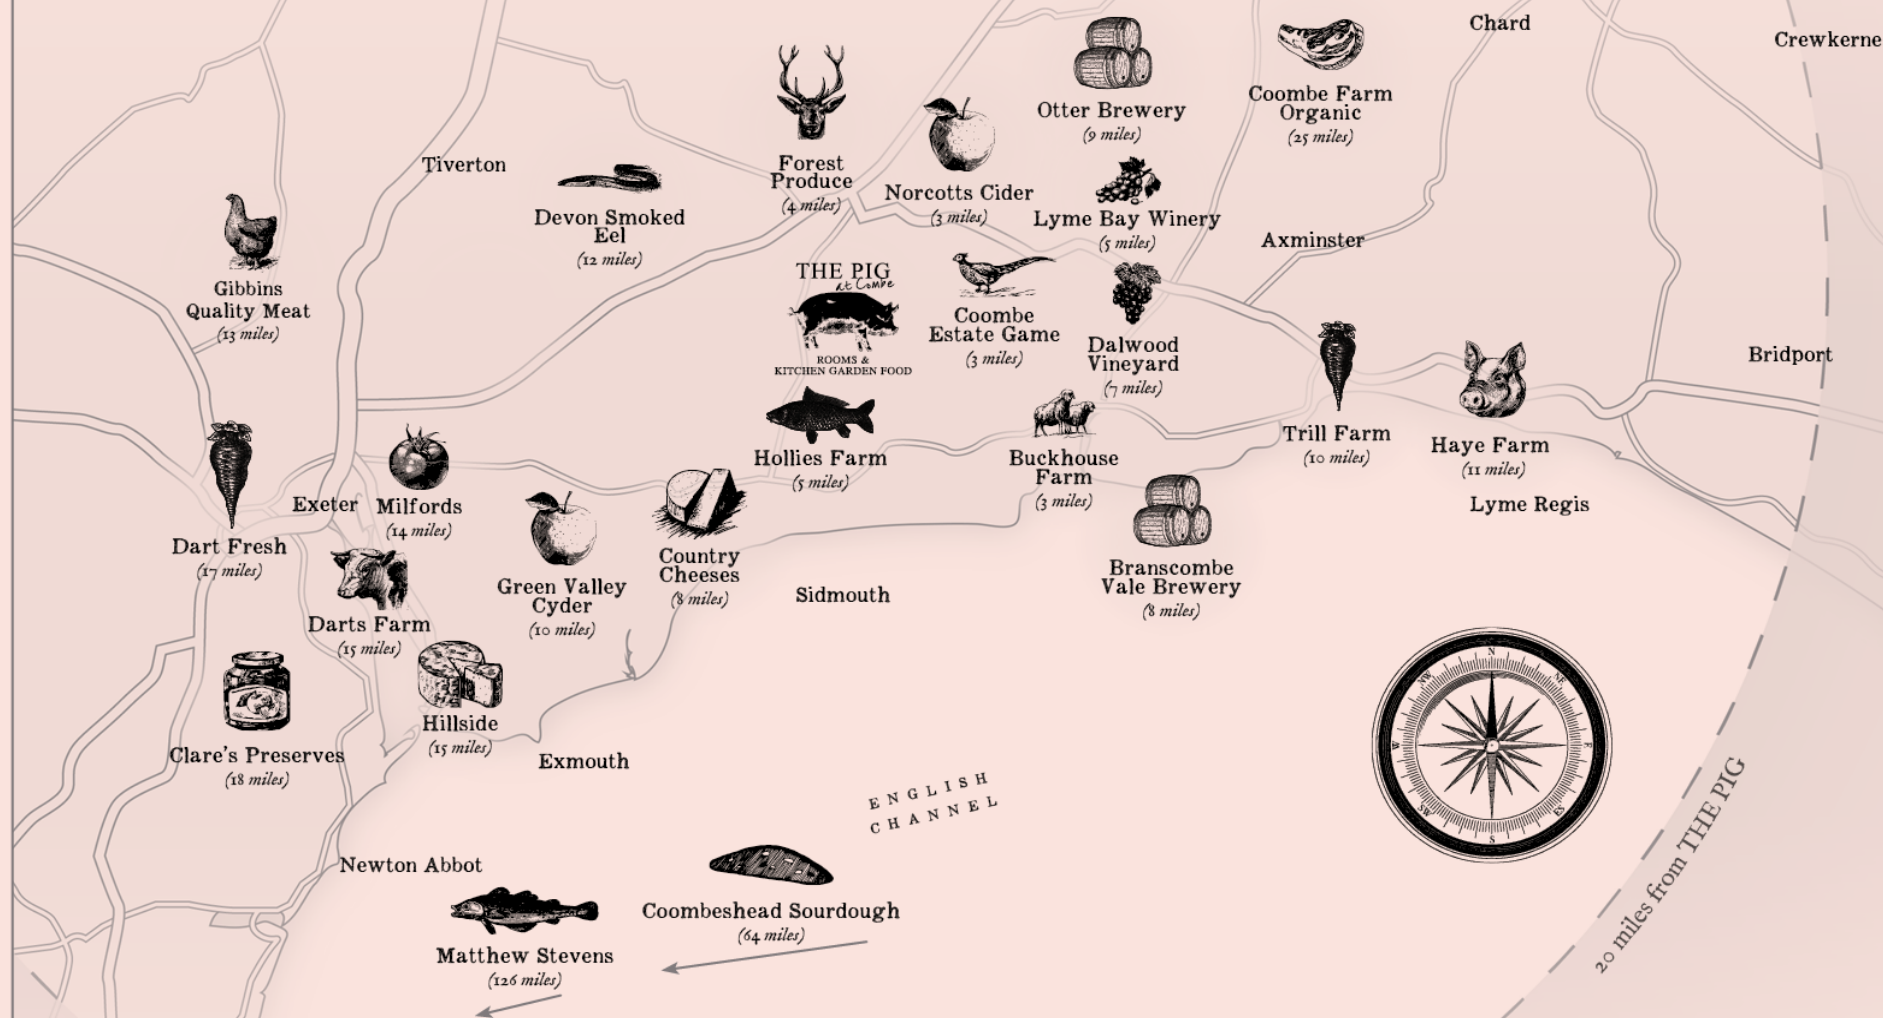 Chard
Crewkerne
Coombe Farm
Organic
(25 miles)
Otter Brewery
(9 miles)
Forest
Produce
(4 miles)
Norcotts Cider
(3 miles)
Lyme Bay Winery
(5 miles)
Tiverton
Devon Smoked
Eel
(12 miles)
Axminster
Gibbins
Quality Meat
(13 miles)
THE PIG
at Combe
ROOMS &
KITCHEN GARDEN FOOD
Coombe
Estate Game
(3 miles)
Dalwood
Vineyard
(7 miles)
Bridport
Trill Farm
(10 miles)
Haye Farm
(11 miles)
Hollies Farm
(5 miles)
Buckhouse
Farm
(3 miles)
Lyme Regis
Exeter
Milfords
(14 miles)
Dart Fresh
(17 miles)
Country
Cheeses
(8 miles)
Green Valley
Cyder
(10 miles)
Sidmouth
Branscombe
Vale Brewery
(8 miles)
Darts Farm
(15 miles)
Hillside
(15 miles)
Clare's Preserves
(18 miles)
Exmouth
ENGLISH
CHANNEL
N
NE
E
ES
S
SW
W
NW
20 miles from THE PIG
Newton Abbot
Coombeshead Sourdough
(64 miles)
Matthew Stevens
(126 miles)